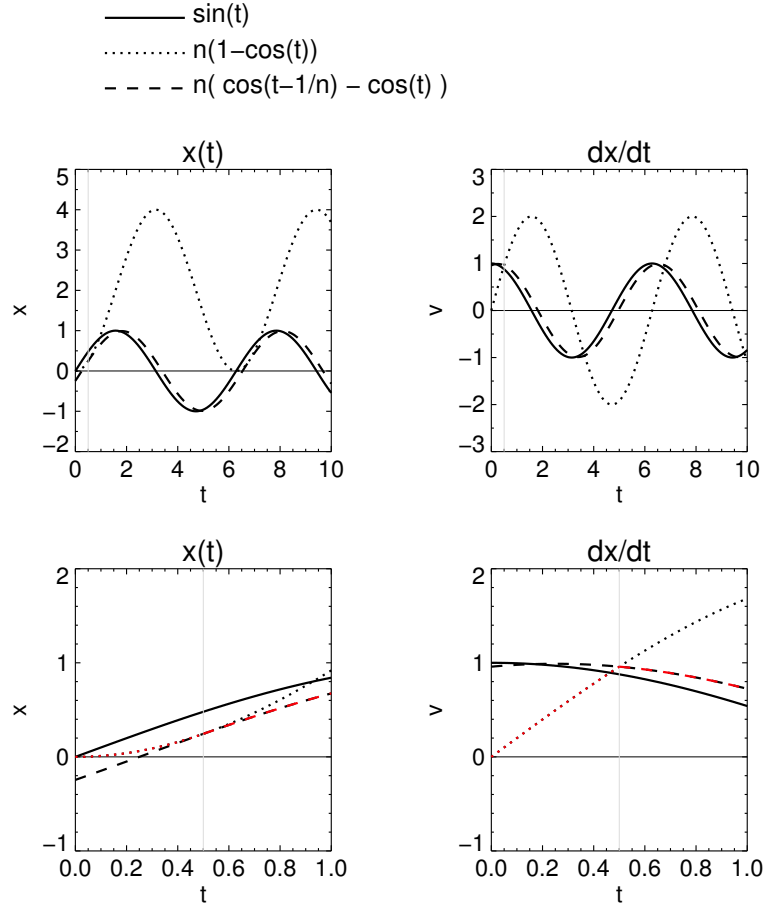 sin(t)
n(1−cos(t))
n( cos(t−1/n) − cos(t) )
x(t)
5
4
3
2
1
0
−1
−2
x
0 2 4 6 8 10
t
dx/dt
3
2
1
0
−1
−2
−3
v
0 2 4 6 8 10
t
x(t)
2
1
0
−1
x
0.0 0.2 0.4 0.6 0.8 1.0
t
dx/dt
2
1
0
−1
v
0.0 0.2 0.4 0.6 0.8 1.0
t